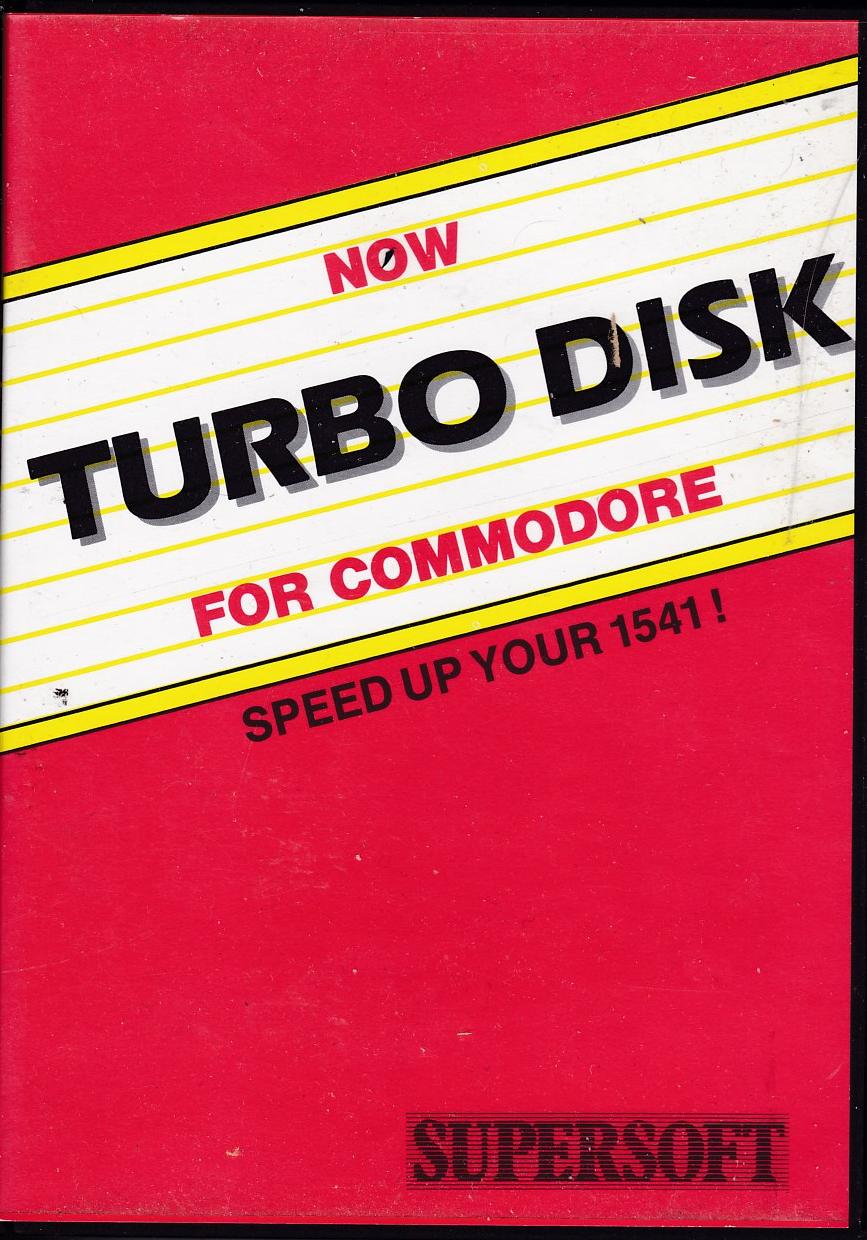 NOW
TURBO DISK
FOR COMMODORE
SPEED UP YOUR 1541!
SUPERSOFT